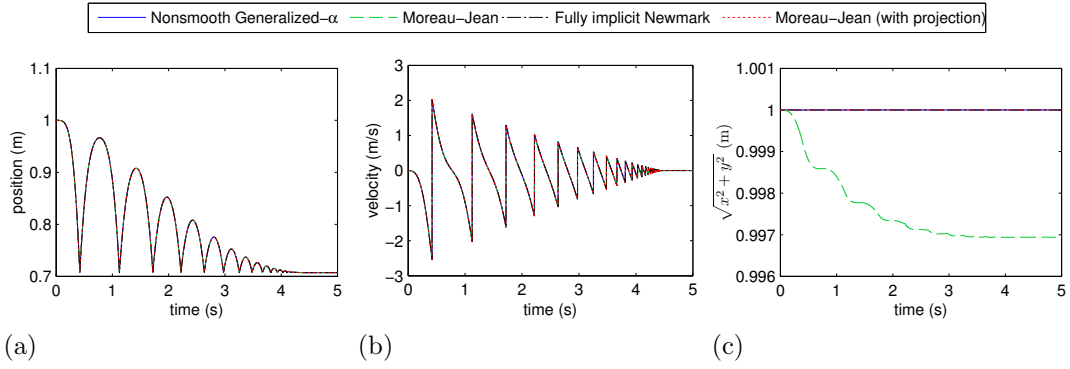 Nonsmooth Generalized−α Moreau−Jean Fully implicit Newmark Moreau−Jean (with projection)
1.1
1
0.9
0.8
0.7
position (m)
0 1 2 3 4 5
time (s)
(a)
3
2
1
0
−1
−2
−3
velocity (m/s)
0 1 2 3 4 5
time (s)
(b)
1.001
1
0.999
0.998
0.997
0.996
√x² + y² (m)
0 1 2 3 4 5
time (s)
(c)